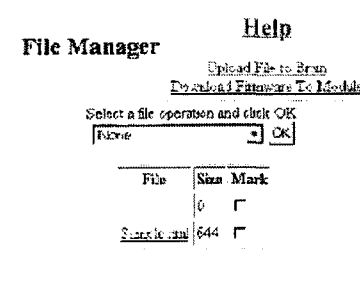 Help
File Manager
Upload File to Brain
Download Firmware To Module
Select a file operation and click OK
None OK
File Size Mark
0
644